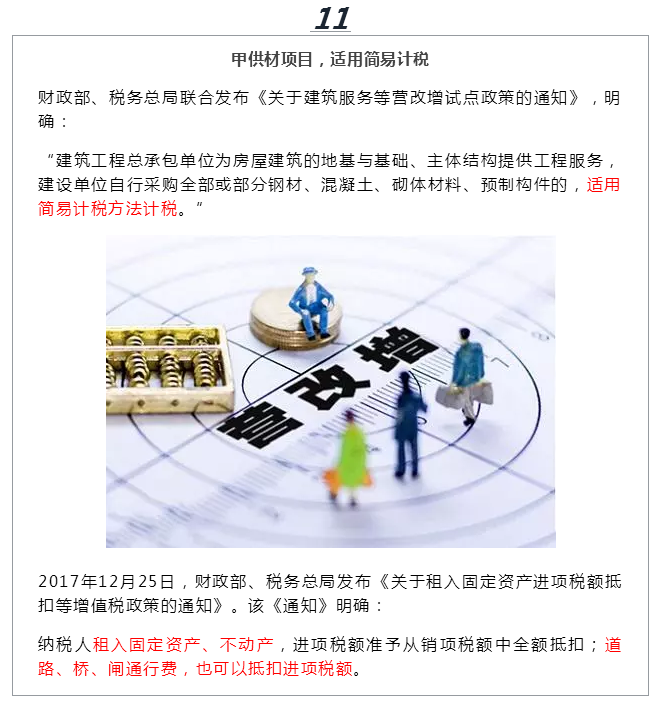 11
甲供材项目，适用简易计税
财政部、税务总局联合发布《关于建筑服务等营改增试点政策的通知》，明
确：
“建筑工程总承包单位为房屋建筑的地基与基础、主体结构提供工程服务，
建设单位自行采购全部或部分钢材、混凝土、砌体材料、预制构件的，适用
简易计税方法计税。”
营改增
2017年12月25日，财政部、税务总局发布《关于租入固定资产进项税额抵
扣等增值税政策的通知》。该《通知》明确：
纳税人租入固定资产、不动产，进项税额准予从销项税额中全额抵扣；道
路、桥、闸通行费，也可以抵扣进项税额。